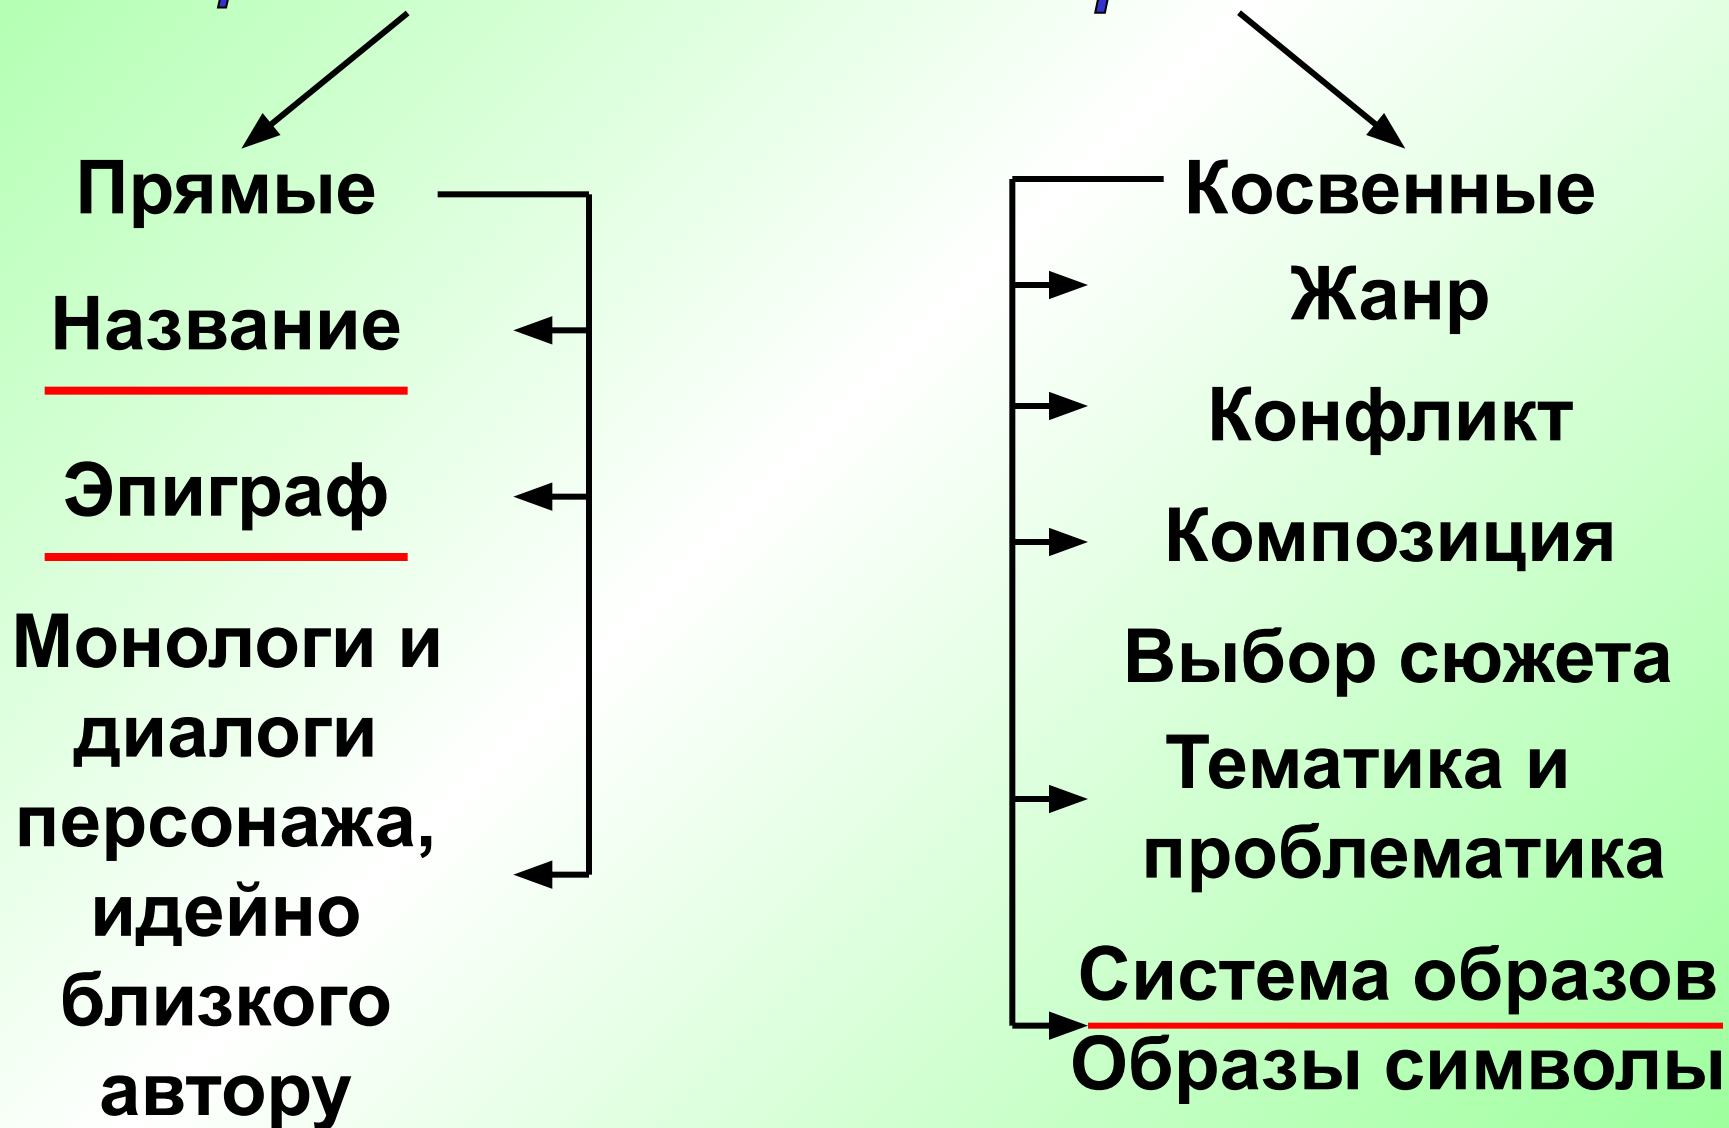 Прямые
Название
Эпиграф
Монологи и
диалоги
персонажа,
идейно
близкого
автору
Косвенные
Жанр
Конфликт
Композиция
Выбор сюжета
Тематика и
проблематика
Система образов
Образы символы